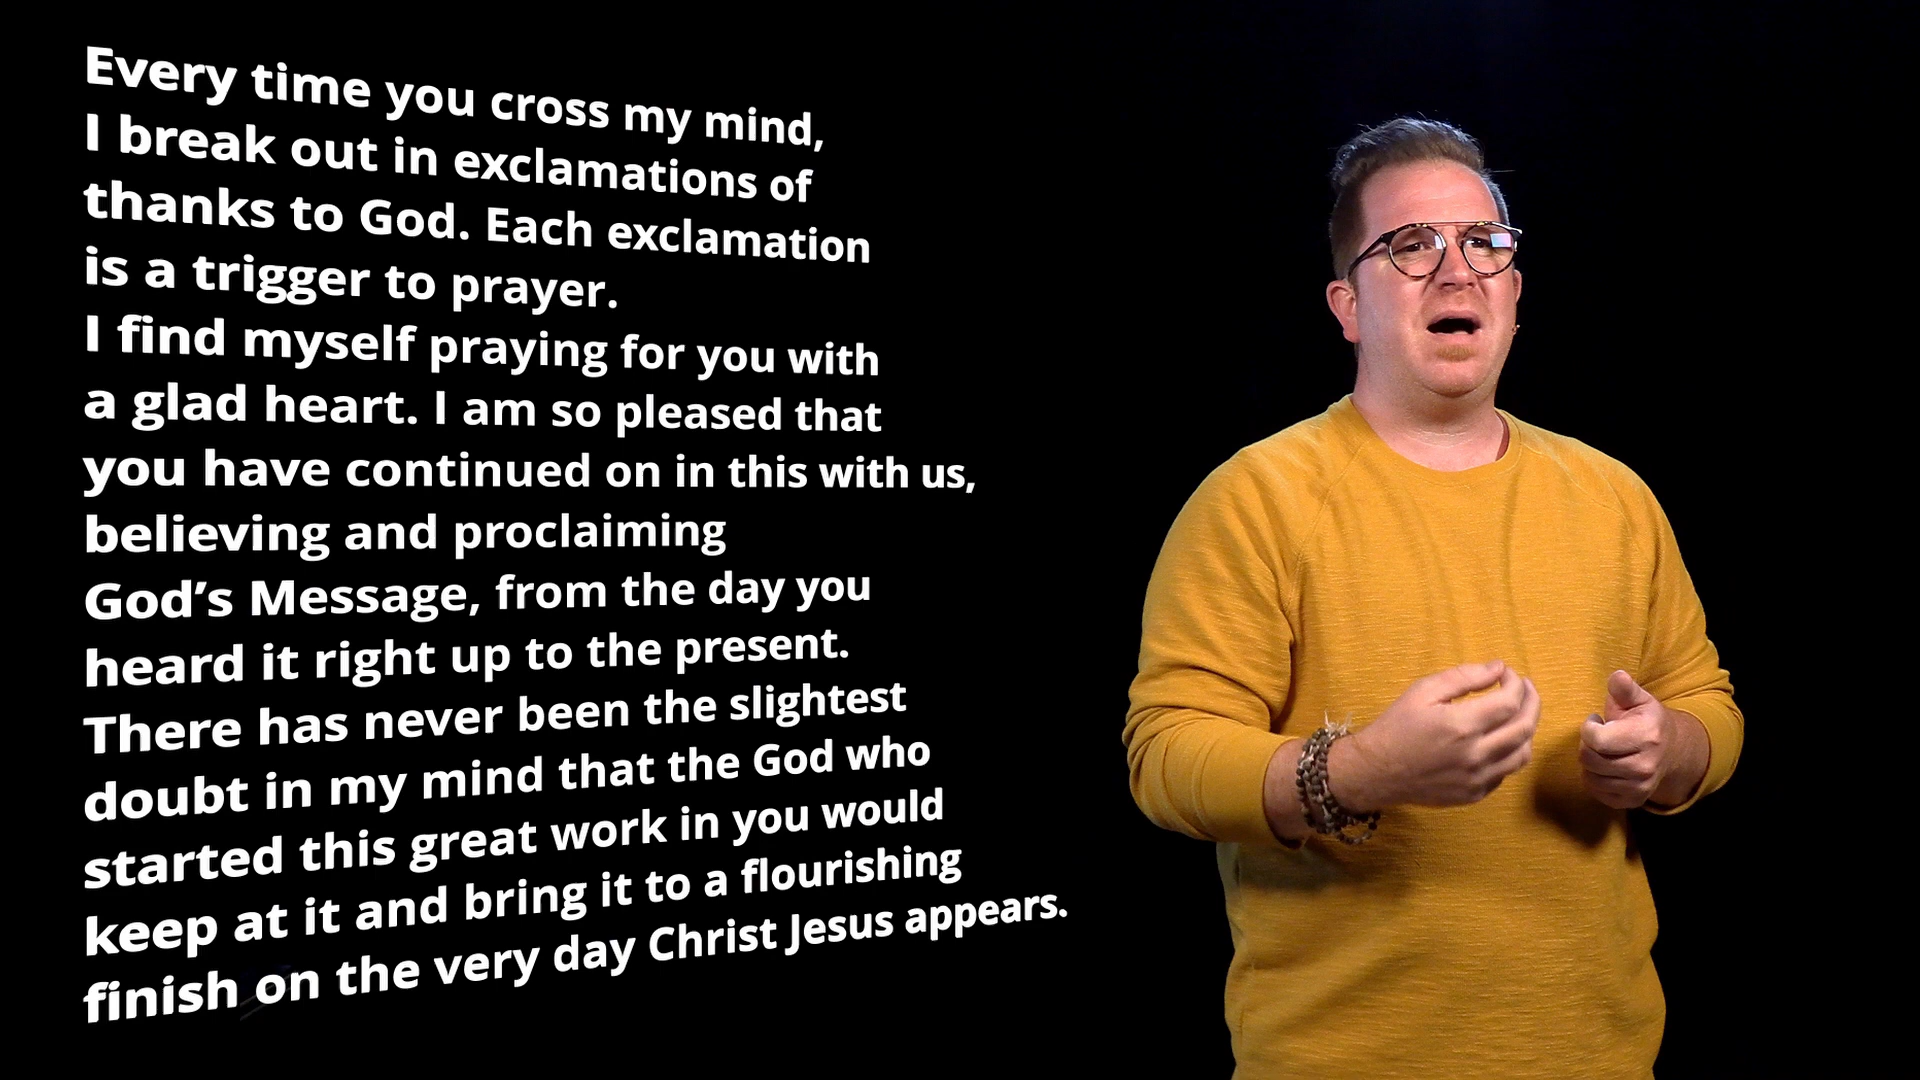 Every time you cross my mind,
I break out in exclamations of
thanks to God. Each exclamation
is a trigger to prayer.
I find myself praying for you with
a glad heart. I am so pleased that
you have continued on in this with us,
believing and proclaiming
God’s Message, from the day you
heard it right up to the present.
There has never been the slightest
doubt in my mind that the God who
started this great work in you would
keep at it and bring it to a flourishing
finish on the very day Christ Jesus appears.